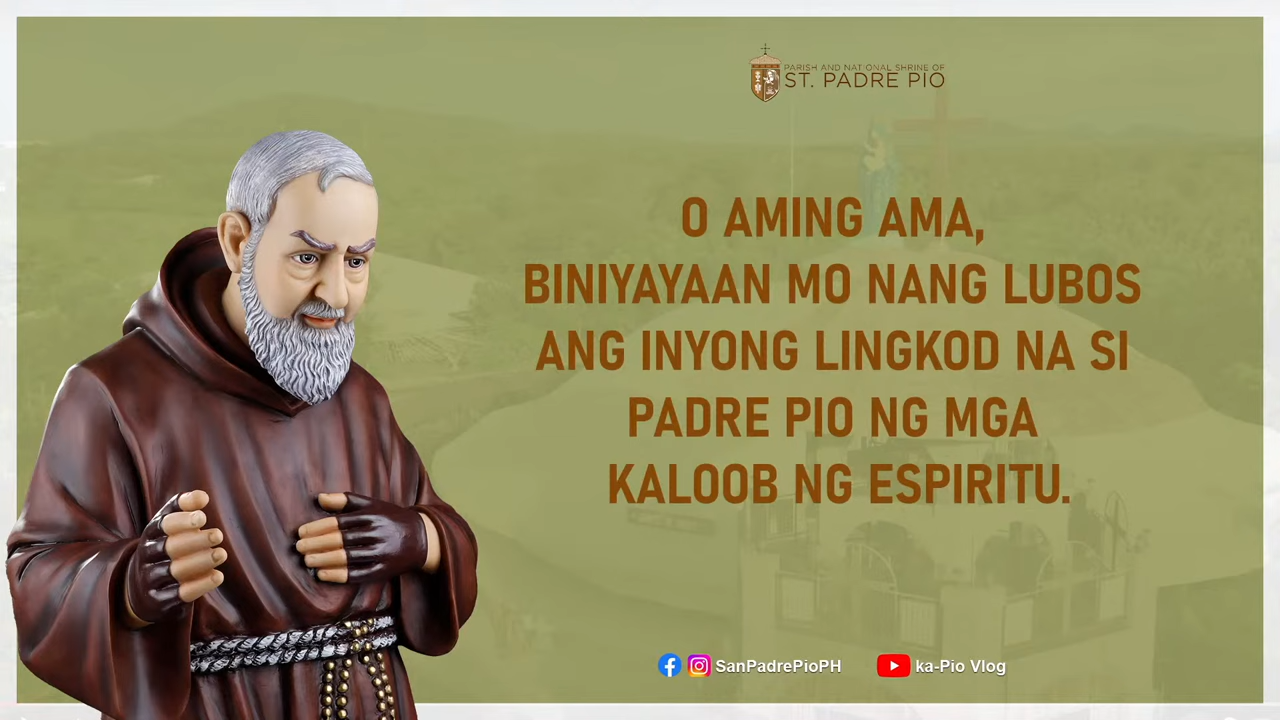 PARISH AND NATIONAL SHRINE OF
ST. PADRE PIO
O AMING AMA,
BINIYAYAAN MO NANG LUBOS
ANG INYONG LINGKOD NA SI
PADRE PIO NG MGA
KALOOB NG ESPIRITU.
SanPadrePioPH ka-Pio Vlog